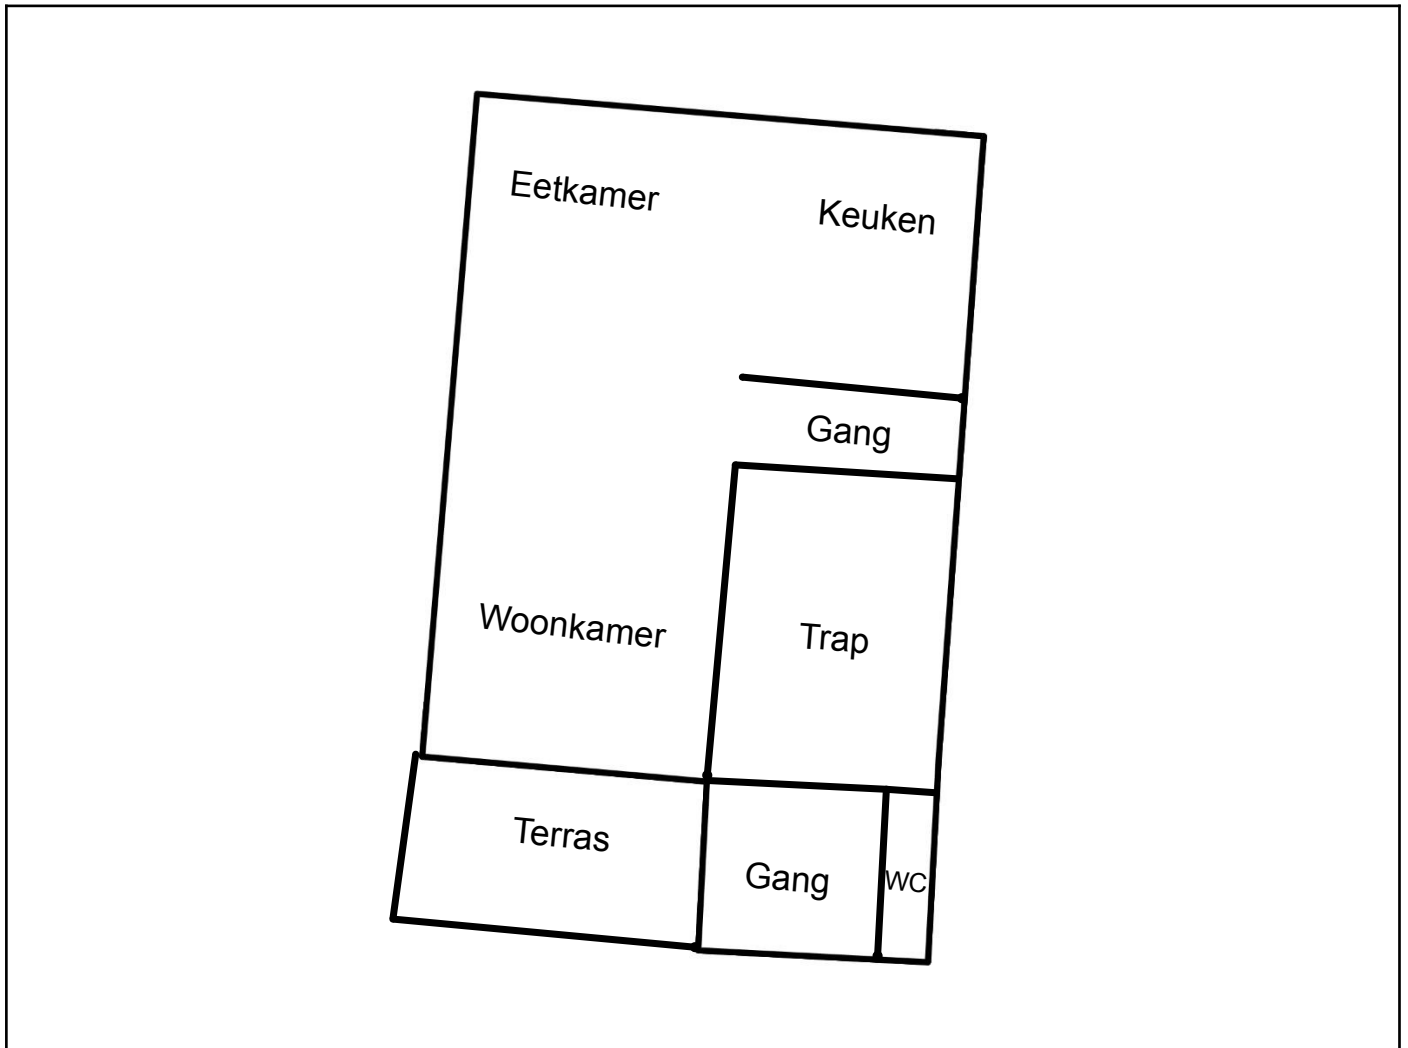 Eetkamer
Keuken
Gang
Woonkamer
Trap
Terras
Gang
WC